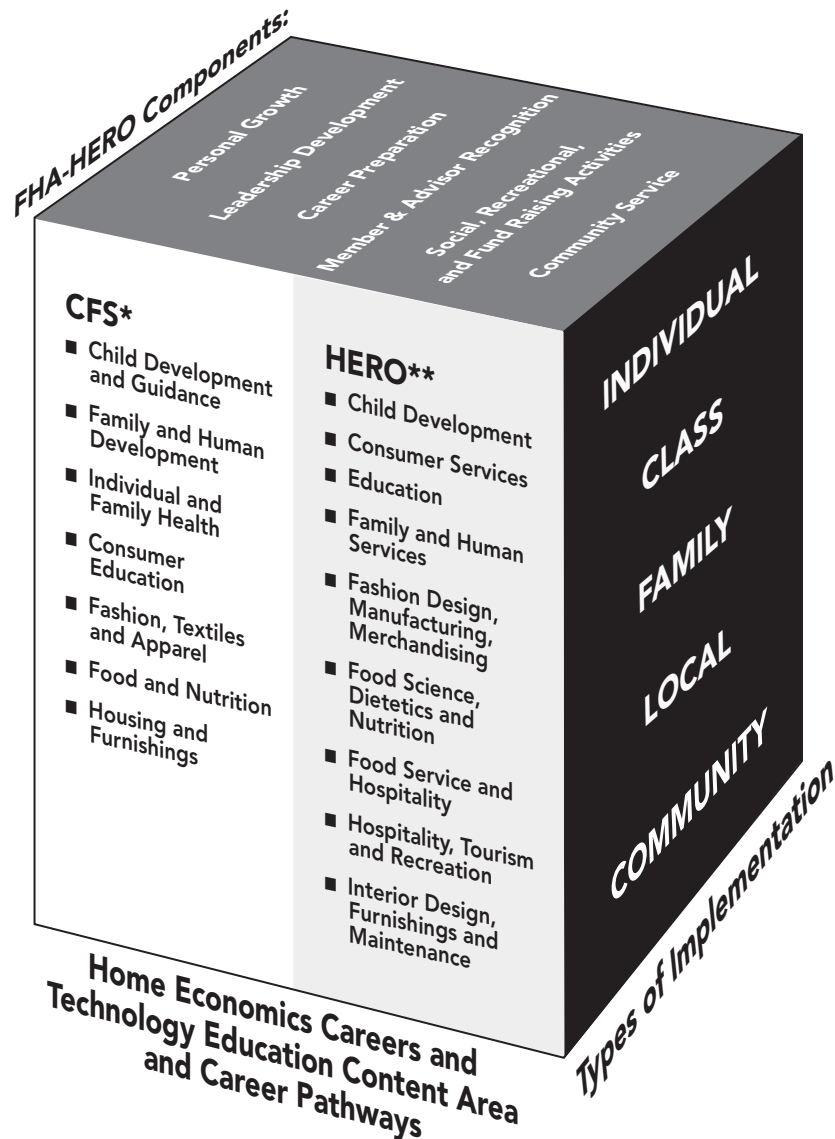 FHA-HERO Components:
Personal Growth
Leadership Development
Career Preparation
Member & Advisor Recognition
Social, Recreational,
and Fund Raising Activities
Community Service
CFS*
■ Child Development
and Guidance
■ Family and Human
Development
■ Individual and
Family Health
■ Consumer
Education
■ Fashion, Textiles
and Apparel
■ Food and Nutrition
■ Housing and
Furnishings
HERO**
■ Child Development
■ Consumer Services
■ Education
■ Family and Human
Services
■ Fashion Design,
Manufacturing,
Merchandising
■ Food Science,
Dietetics and
Nutrition
■ Food Service and
Hospitality
■ Hospitality, Tourism
and Recreation
■ Interior Design,
Furnishings and
Maintenance
INDIVIDUAL
CLASS
FAMILY
LOCAL
COMMUNITY
Types of Implementation
Home Economics Careers and
Technology Education Content Area
and Career Pathways